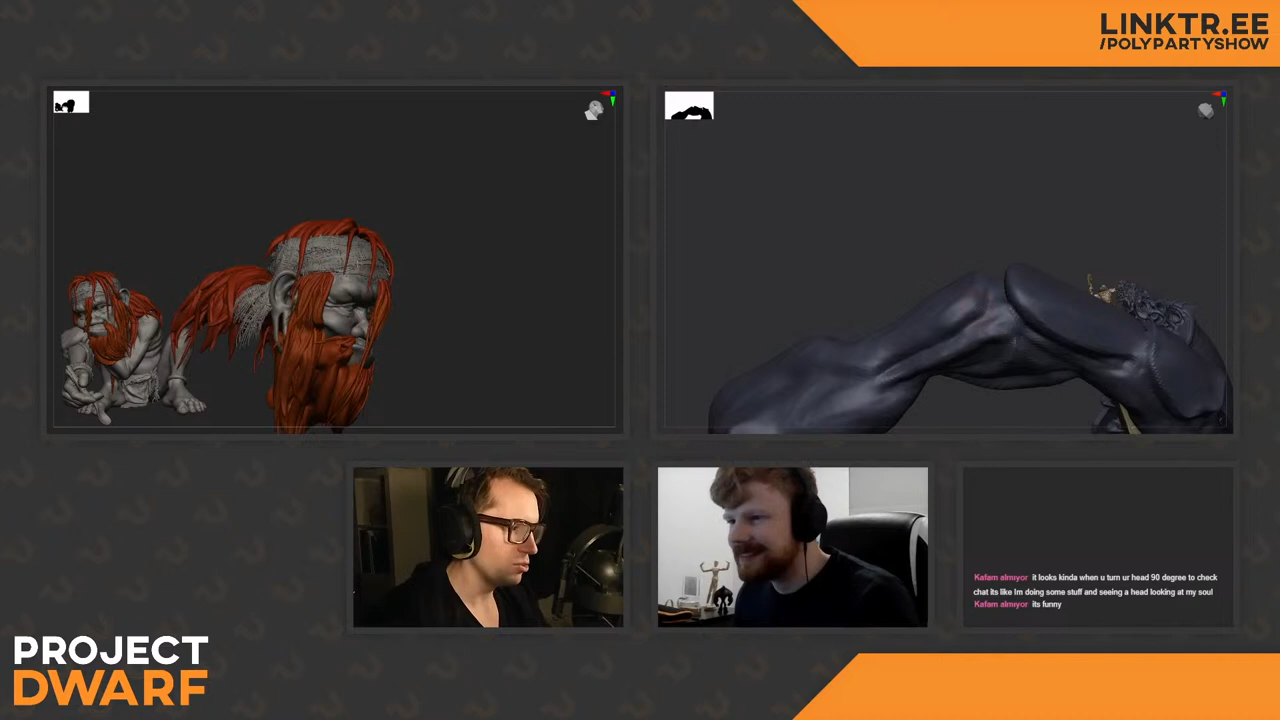 LINKTR.EE
/POLYPARTYSHOW
Kafam almıyor it looks kinda when u turn ur head 90 degree to check
chat its like Im doing some stuff and seeing a head looking at my soul
Kafam almıyor its funny
PROJECT
DWARF